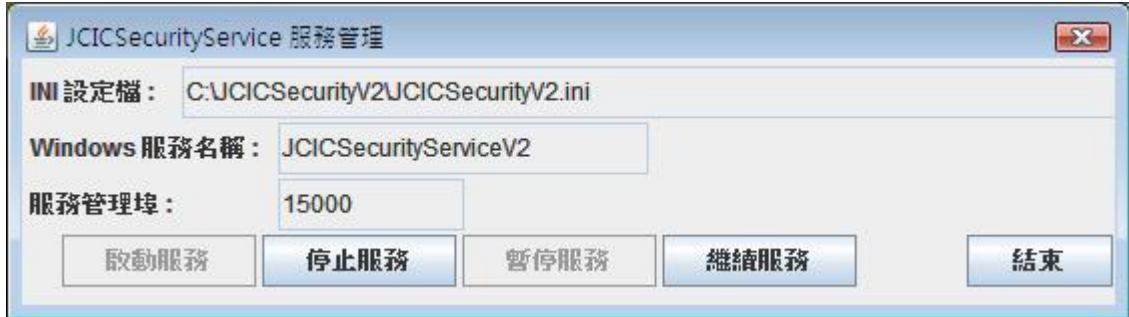 JCICSecurityService 服務管理
INI 設定檔： C:\JCICSecurityV2\JCICSecurityV2.ini
Windows 服務名稱： JCICSecurityServiceV2
服務管理埠： 15000
啟動服務 停止服務 暫停服務 繼續服務 結束